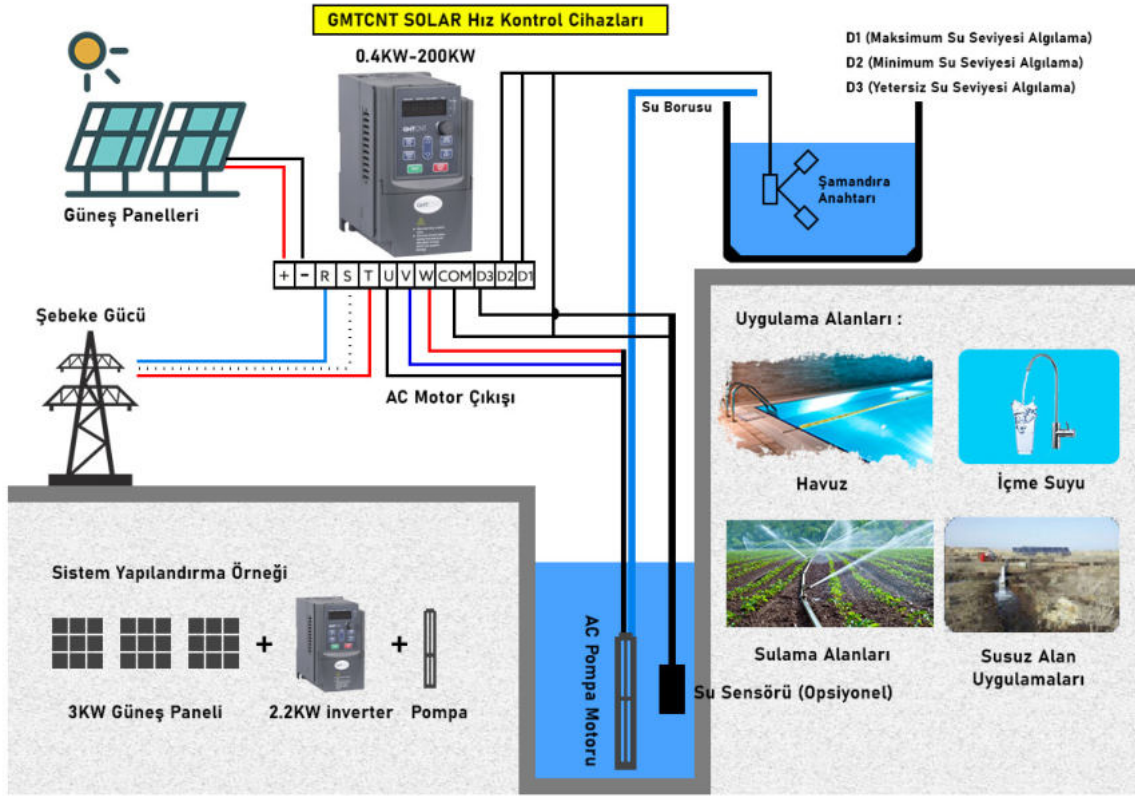 GMTCNT SOLAR Hız Kontrol Cihazları
0.4KW-200KW
D1 (Maksimum Su Seviyesi Algılama)
D2 (Minimum Su Seviyesi Algılama)
D3 (Yetersiz Su Seviyesi Algılama)
Su Borusu
Şamandıra
Anahtarı
Güneş Panelleri
GMTCNT
GMTCNT
+ - R S T U V W COM D3 D2 D1
Şebeke Gücü
AC Motor Çıkışı
Uygulama Alanları :
Havuz
İçme Suyu
Sistem Yapılandırma Örneği
+
+
3KW Güneş Paneli
2.2KW inverter
Pompa
AC Pompa Motoru
Su Sensörü (Opsiyonel)
Sulama Alanları
Susuz Alan
Uygulamaları